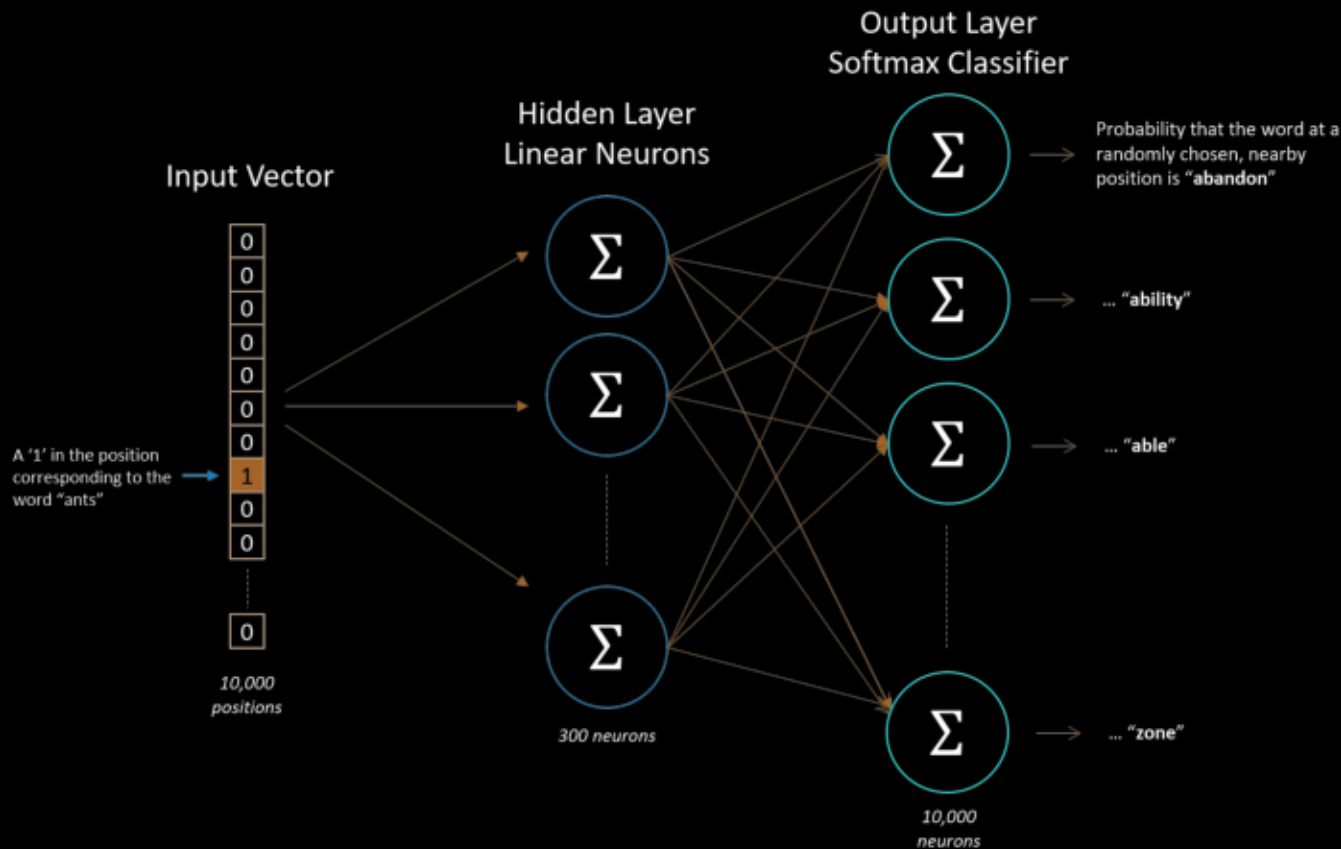 Input Vector
0
0
0
0
0
0
0
1
0
0
0
A ‘1’ in the position
corresponding to the
word “ants”
10,000
positions
Hidden Layer
Linear Neurons
Σ
Σ
Σ
300 neurons
Output Layer
Softmax Classifier
Σ
Σ
Σ
Σ
10,000
neurons
Probability that the word at a
randomly chosen, nearby
position is “abandon”
... “ability”
... “able”
... “zone”